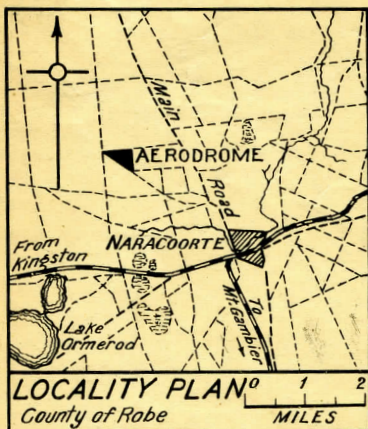 Main
Road
AERODROME
NARACOORTE
From
Kingston
Lake
Ormerod
To
Mt. Gambier
LOCALITY PLAN
County of Robe
0 1 2
MILES